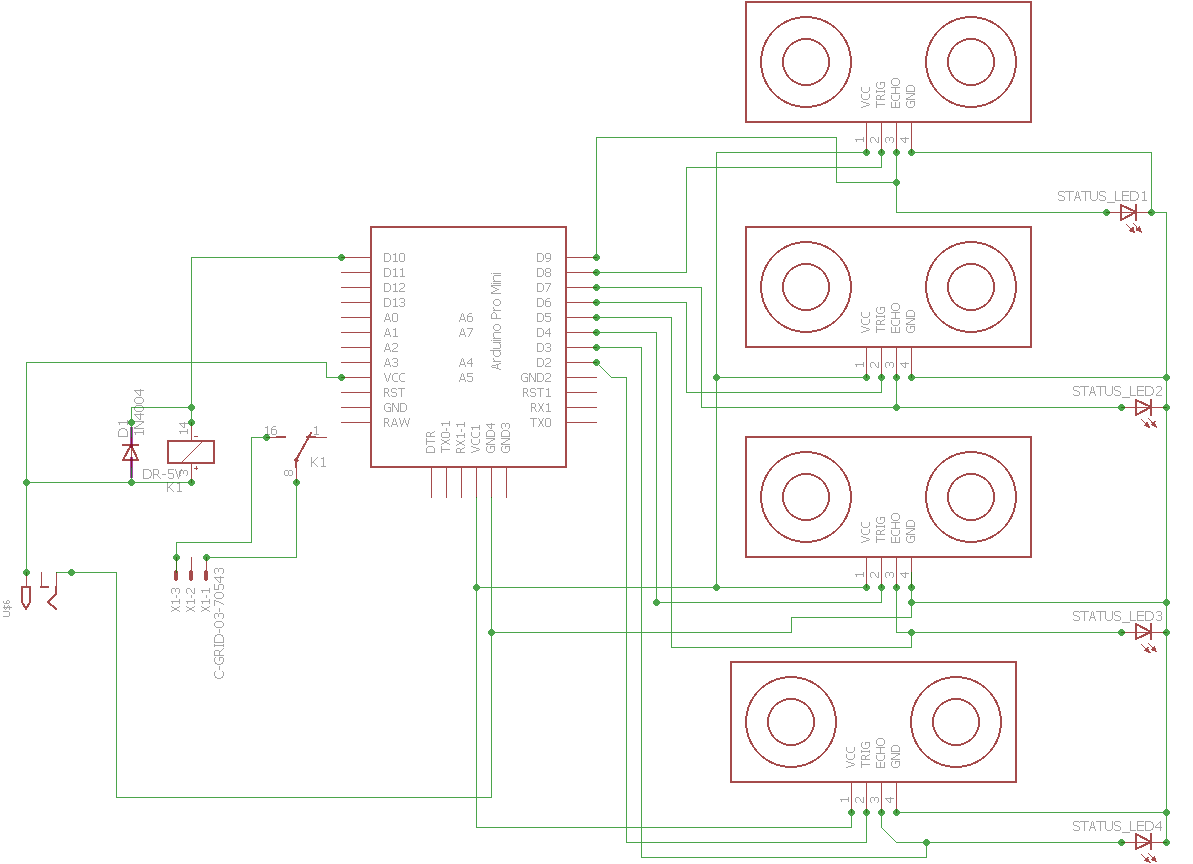 VCC
TRIG
ECHO
GND
1
2
3
4
STATUS_LED1
VCC
TRIG
ECHO
GND
1
2
3
4
STATUS_LED2
VCC
TRIG
ECHO
GND
1
2
3
4
STATUS_LED3
VCC
TRIG
ECHO
GND
1
2
3
4
STATUS_LED4
Arduino Pro Mini
D10
D11
D12
D13
A0
A1
A2
A3
VCC
RST
GND
RAW
A6
A7
A4
A5
D9
D8
D7
D6
D5
D4
D3
D2
GND2
RST1
RX1
TX0
DTR
TX0-1
RX1-1
VCC1
GND4
GND3
D1
1N4004
14
-
+
3
DR-5V
K1
16
1
8
K1
X1-3
X1-2
X1-1
C-GRID-03-70543
U$6